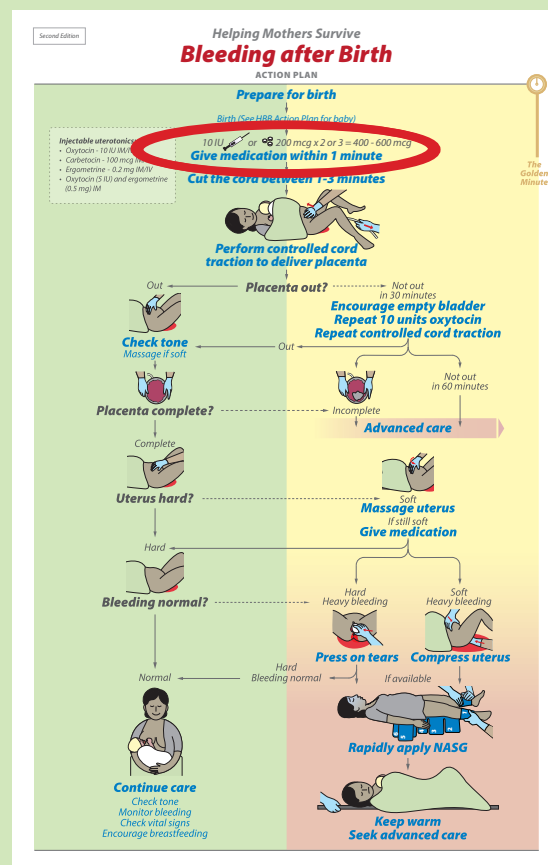 Second Edition
Helping Mothers Survive
Bleeding after Birth
ACTION PLAN
Prepare for birth
Birth (See HBB Action Plan for baby)
Injectable uterotonics
• Oxytocin - 10 IU IM/
• Carbetocin - 100 mcg IM
• Ergometrine – 0.2 mg IM/IV
• Oxytocin (5 IU) and ergometrine
(0.5 mg) IM
10 IU or 200 mcg x 2 or 3 = 400 - 600 mcg
Give medication within 1 minute
The
Golden
Minute
Cut the cord between 1-3 minutes
Perform controlled cord
traction to deliver placenta
Out
Placenta out?
Not out
in 30 minutes
Encourage empty bladder
Repeat 10 units oxytocin
Repeat controlled cord traction
Check tone
Massage if soft
Out
Not out
in 60 minutes
Placenta complete?
Incomplete
Advanced care
Complete
Uterus hard?
Soft
Massage uterus
If still soft
Give medication
Hard
Bleeding normal?
Hard
Heavy bleeding
Soft
Heavy bleeding
Press on tears
Compress uterus
Normal
Hard
Bleeding normal
If available
Rapidly apply NASG
Continue care
Check tone
Monitor bleeding
Check vital signs
Encourage breastfeeding
Keep warm
Seek advanced care